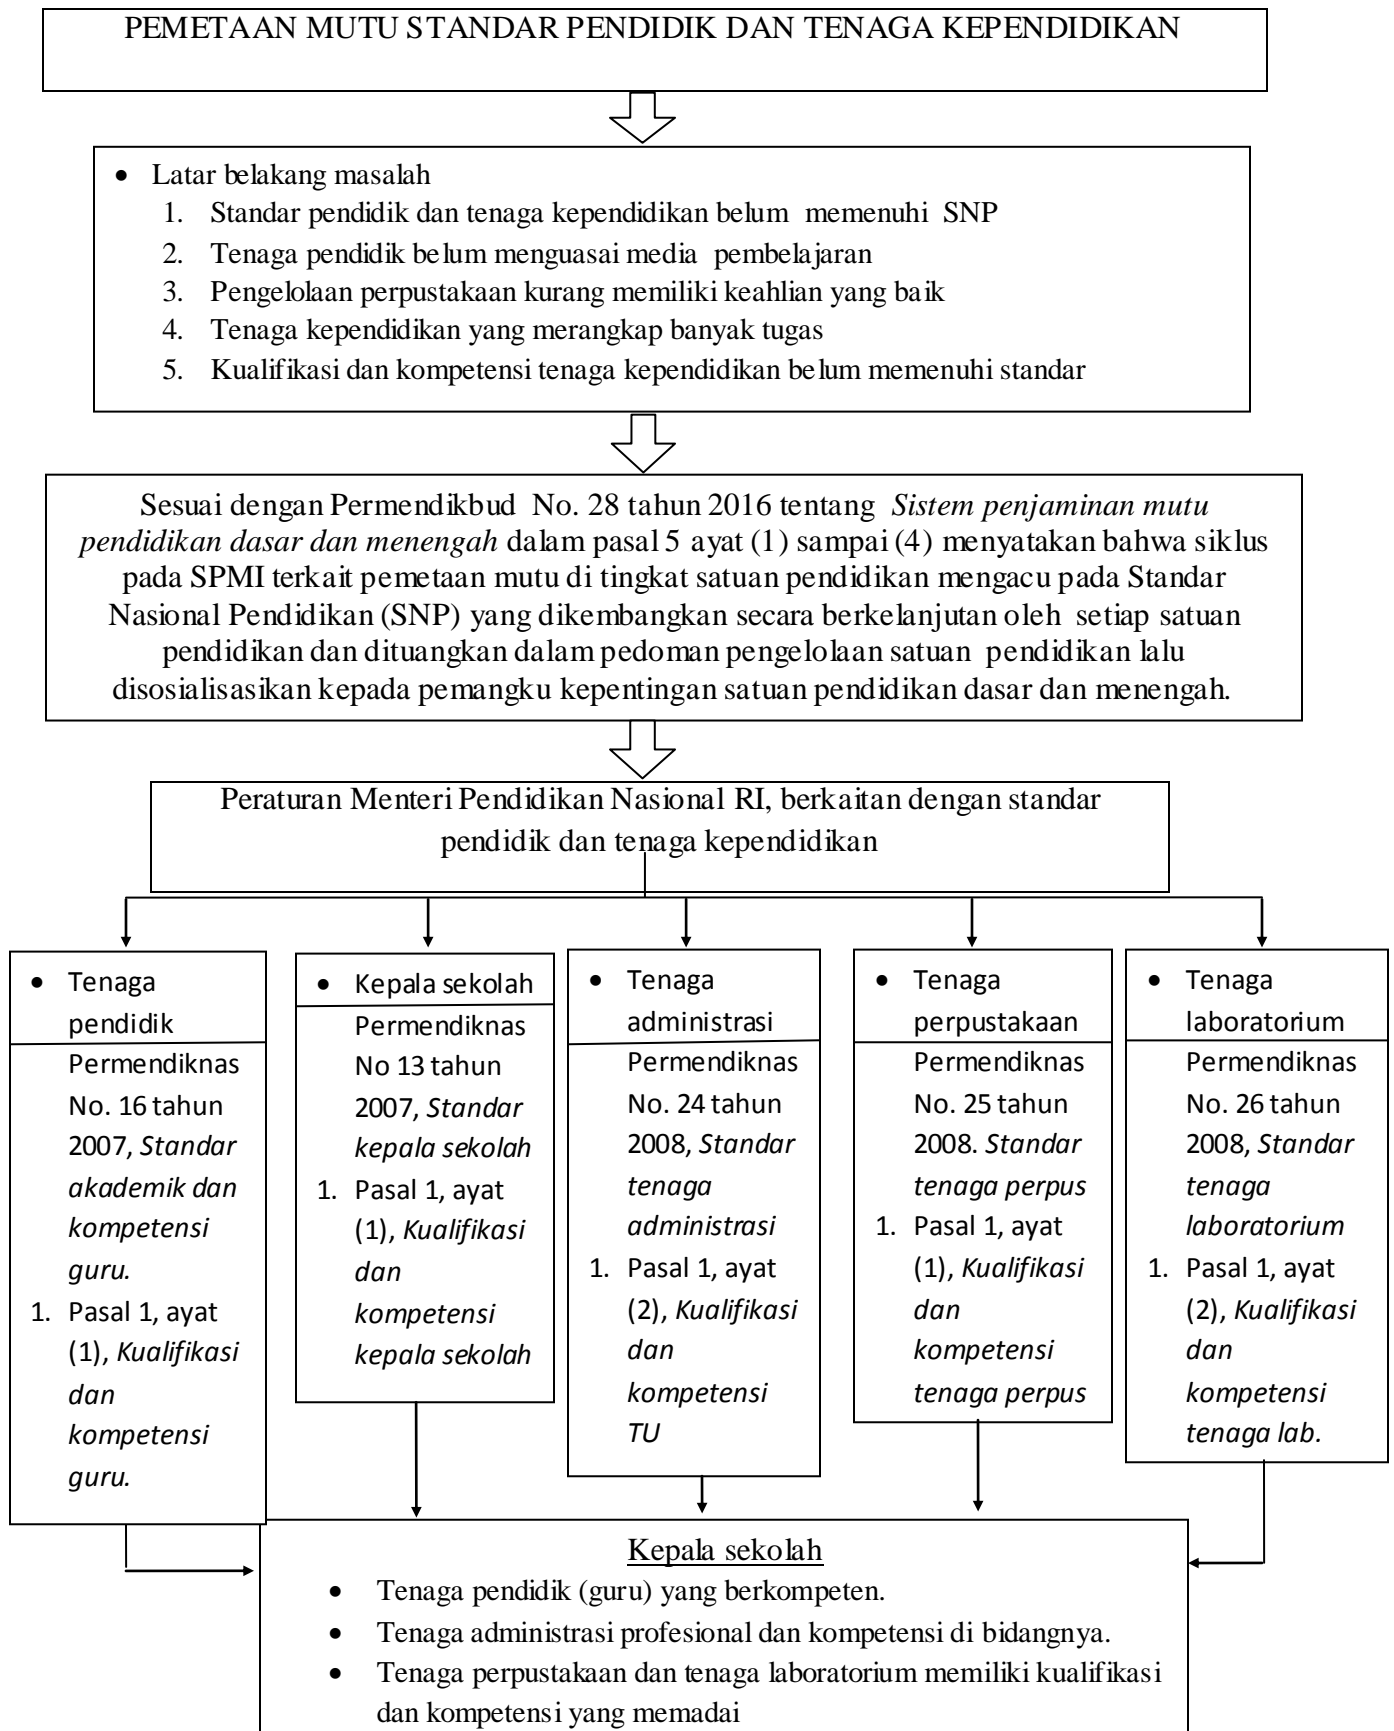 PEMETAAN MUTU STANDAR PENDIDIK DAN TENAGA KEPENDIDIKAN
• Latar belakang masalah
1. Standar pendidik dan tenaga kependidikan belum memenuhi SNP
2. Tenaga pendidik belum menguasai media pembelajaran
3. Pengelolaan perpustakaan kurang memiliki keahlian yang baik
4. Tenaga kependidikan yang merangkap banyak tugas
5. Kualifikasi dan kompetensi tenaga kependidikan belum memenuhi standar
Sesuai dengan Permendikbud No. 28 tahun 2016 tentang Sistem penjaminan mutu
pendidikan dasar dan menengah dalam pasal 5 ayat (1) sampai (4) menyatakan bahwa siklus
pada SPMI terkait pemetaan mutu di tingkat satuan pendidikan mengacu pada Standar
Nasional Pendidikan (SNP) yang dikembangkan secara berkelanjutan oleh setiap satuan
pendidikan dan dituangkan dalam pedoman pengelolaan satuan pendidikan lalu
disosialisasikan kepada pemangku kepentingan satuan pendidikan dasar dan menengah.
Peraturan Menteri Pendidikan Nasional RI, berkaitan dengan standar
pendidik dan tenaga kependidikan
• Tenaga
pendidik
Permendiknas
No. 16 tahun
2007, Standar
akademik dan
kompetensi
guru.
1. Pasal 1, ayat
(1), Kualifikasi
dan
kompetensi
guru.
• Kepala sekolah
Permendiknas
No 13 tahun
2007, Standar
kepala sekolah
1. Pasal 1, ayat
(1), Kualifikasi
dan
kompetensi
kepala sekolah
• Tenaga
administrasi
Permendiknas
No. 24 tahun
2008, Standar
tenaga
administrasi
1. Pasal 1, ayat
(2), Kualifikasi
dan
kompetensi
TU
• Tenaga
perpustakaan
Permendiknas
No. 25 tahun
2008. Standar
tenaga perpus
1. Pasal 1, ayat
(1), Kualifikasi
dan
kompetensi
tenaga perpus
• Tenaga
laboratorium
Permendiknas
No. 26 tahun
2008, Standar
tenaga
laboratorium
1. Pasal 1, ayat
(2), Kualifikasi
dan
kompetensi
tenaga lab.
Kepala sekolah
• Tenaga pendidik (guru) yang berkompeten.
• Tenaga administrasi profesional dan kompetensi di bidangnya.
• Tenaga perpustakaan dan tenaga laboratorium memiliki kualifikasi
dan kompetensi yang memadai